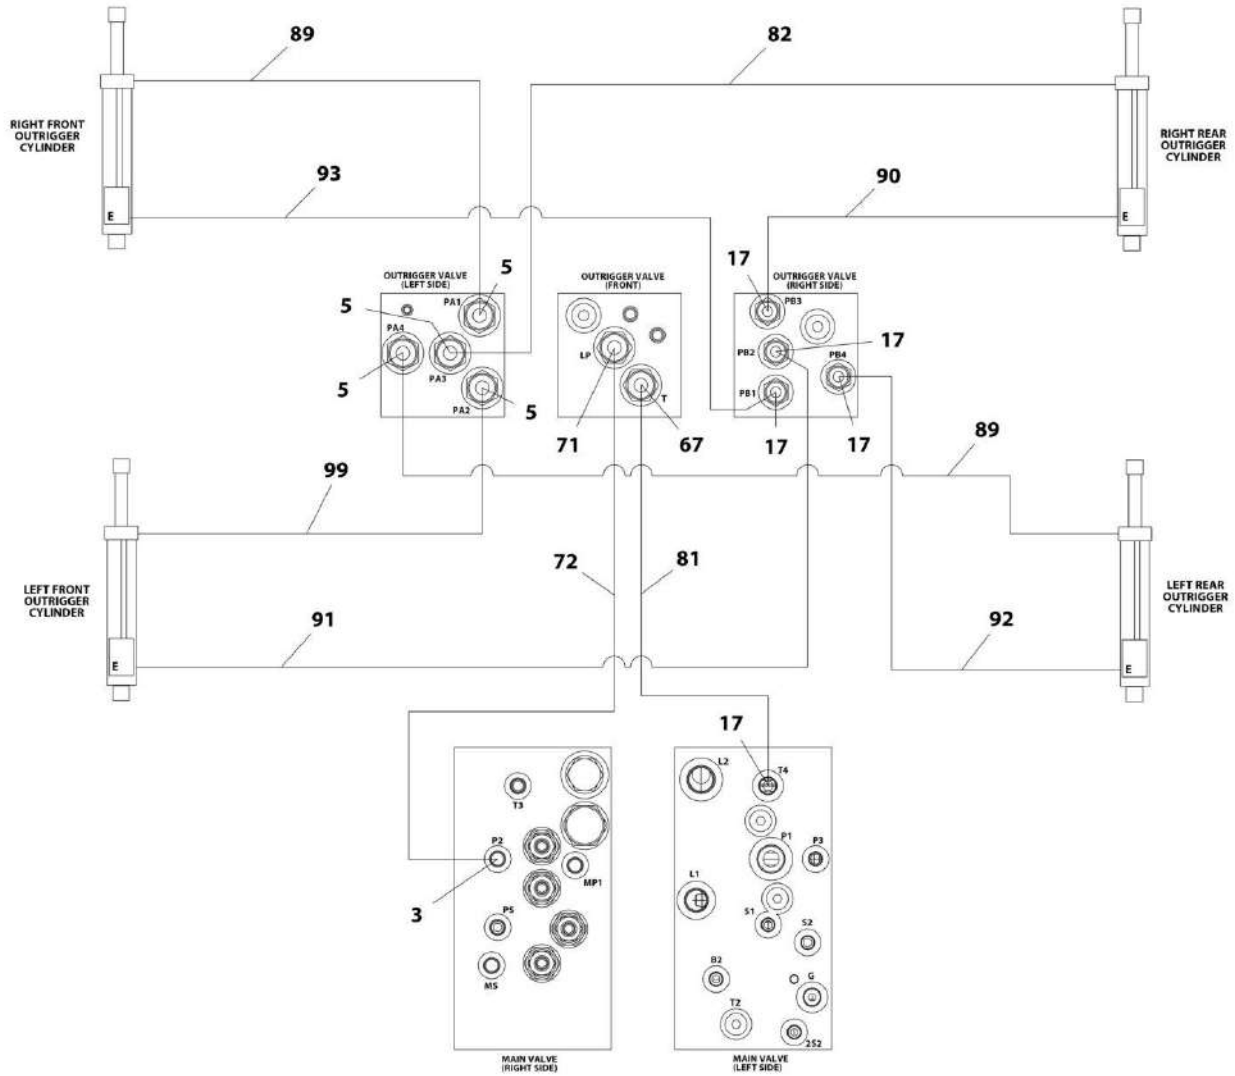 89
82
RIGHT FRONT
OUTRIGGER
CYLINDER
RIGHT REAR
OUTRIGGER
CYLINDER
93
90
E
E
OUTRIGGER VALVE
(LEFT SIDE)
5
OUTRIGGER VALVE
(FRONT)
17
OUTRIGGER VALVE
(RIGHT SIDE)
PA1
PB3
5
PA4
PA3
LP
PB2
17
PB4
5
PA2
5
T
PB1
71
67
17
17
89
99
72
81
LEFT FRONT
OUTRIGGER
CYLINDER
LEFT REAR
OUTRIGGER
CYLINDER
91
92
E
E
17
L2
T4
T3
P2
P1
P3
MP1
L1
3
PS
S1
S2
MS
B2
G
T2
2S2
MAIN VALVE
(RIGHT SIDE)
MAIN VALVE
(LEFT SIDE)